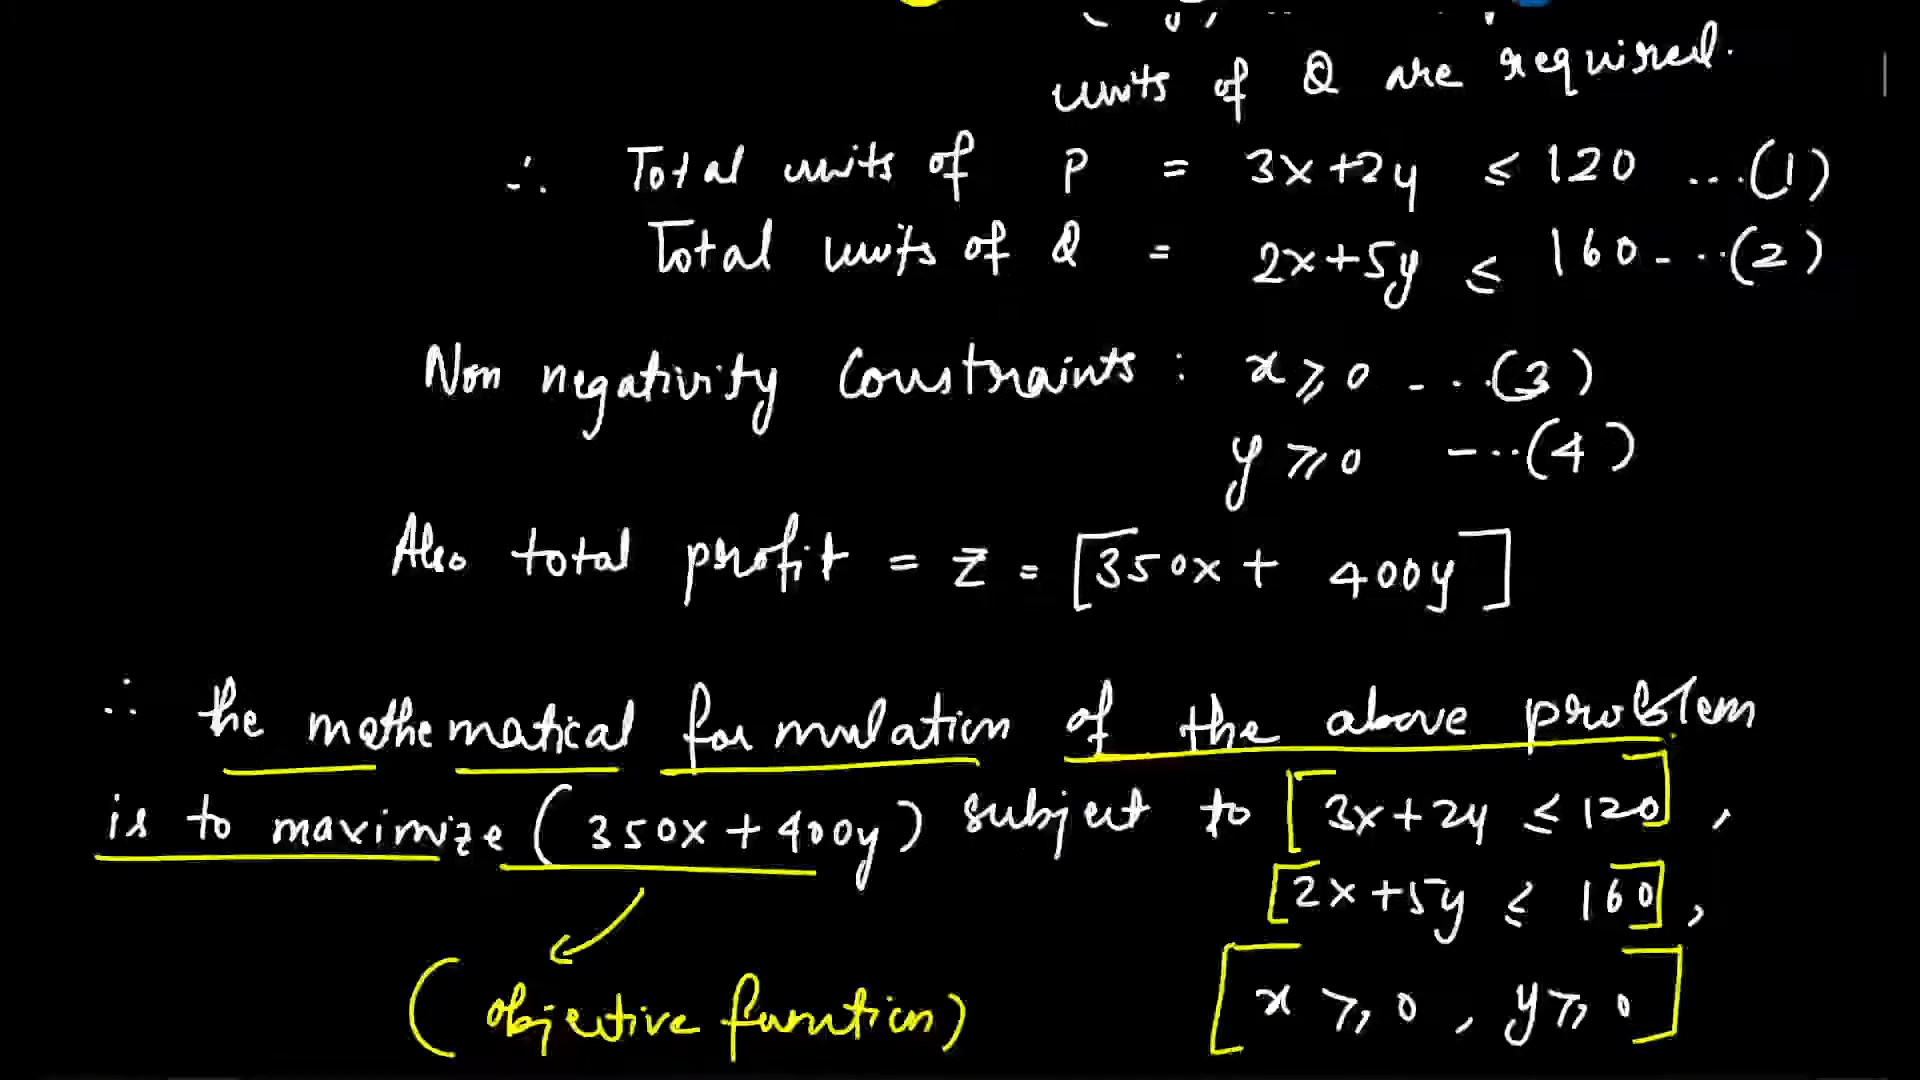 units of Q are required.
∴ Total units of P = 3x+2y ≤ 120 ...(1)
Total units of Q = 2x+5y ≤ 160 ...(2)
Non negativity Constraints : x ≥ 0 ...(3)
y ≥ 0 ...(4)
Also total profit = Z = [350x + 400y]
∴ the mathematical formulation of the above problem
is to maximize (350x + 400y) subject to [3x+2y ≤ 120] ,
[2x+5y ≤ 160] ,
(objective function) [x ≥ 0 , y ≥ 0]